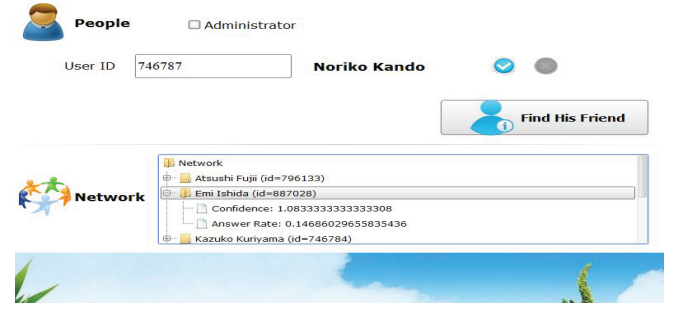 People Administrator
User ID 746787 Noriko Kando
Find His Friend
Network
Network
Atsushi Fujii (id=796133)
Emi Ishida (id=887028)
Confidence: 1.0833333333333308
Answer Rate: 0.14686029655835436
Kazuko Kuriyama (id=746784)